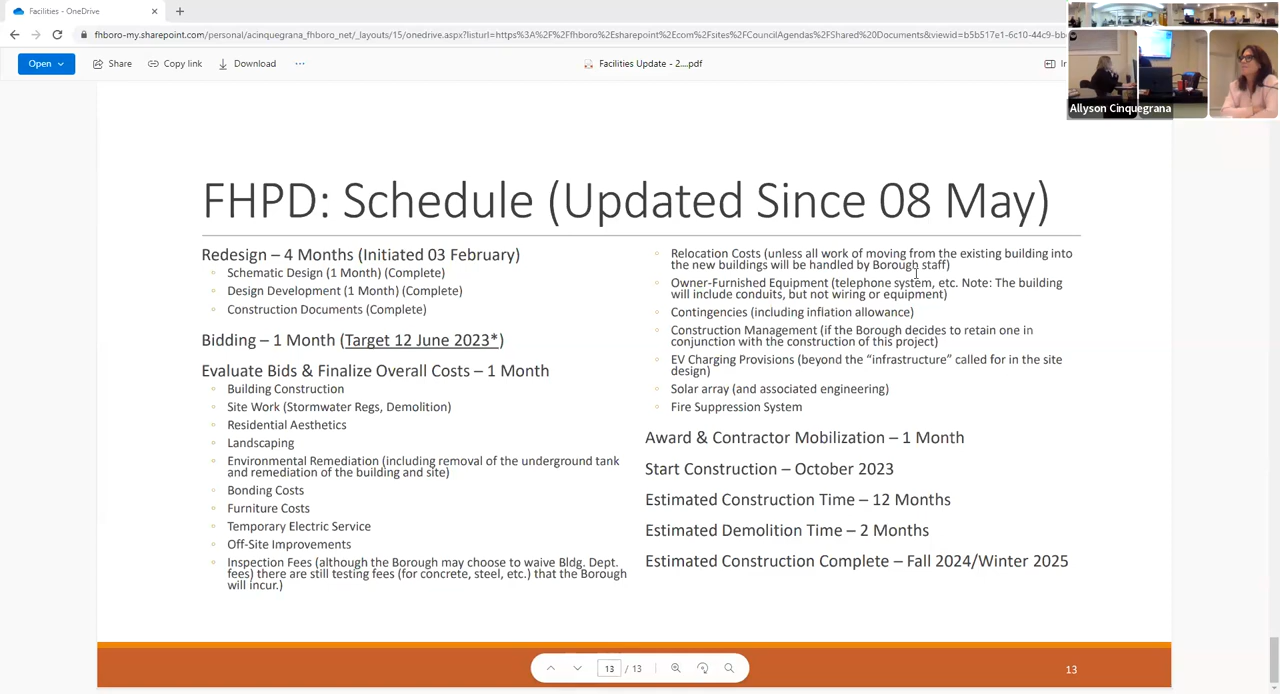 Facilities - OneDrive
fhboro-my.sharepoint.com/personal/acinquegrana_fhboro_net/_layouts/15/onedrive.aspx?listurl=https%3A%2F%2Ffhboro%2Esharepoint%2Ecom%2Fsites%2FCouncilAgendas%2FShared%20Documents&viewid=b5b517e1-6c10-44c9-bb
Open
Share
Copy link
Download
Facilities Update - 2....pdf
Allyson Cinquegrana
FHPD: Schedule (Updated Since 08 May)
Redesign – 4 Months (Initiated 03 February)
Schematic Design (1 Month) (Complete)
Design Development (1 Month) (Complete)
Construction Documents (Complete)
Bidding – 1 Month (Target 12 June 2023*)
Evaluate Bids & Finalize Overall Costs – 1 Month
Building Construction
Site Work (Stormwater Regs, Demolition)
Residential Aesthetics
Landscaping
Environmental Remediation (including removal of the underground tank
and remediation of the building and site)
Bonding Costs
Furniture Costs
Temporary Electric Service
Off-Site Improvements
Inspection Fees (although the Borough may choose to waive Bldg. Dept.
fees) there are still testing fees (for concrete, steel, etc.) that the Borough
will incur.)
Relocation Costs (unless all work of moving from the existing building into
the new buildings will be handled by Borough staff)
Owner-Furnished Equipment (telephone system, etc. Note: The building
will include conduits, but not wiring or equipment)
Contingencies (including inflation allowance)
Construction Management (if the Borough decides to retain one in
conjunction with the construction of this project)
EV Charging Provisions (beyond the “infrastructure” called for in the site
design)
Solar array (and associated engineering)
Fire Suppression System
Award & Contractor Mobilization – 1 Month
Start Construction – October 2023
Estimated Construction Time – 12 Months
Estimated Demolition Time – 2 Months
Estimated Construction Complete – Fall 2024/Winter 2025
13 / 13
13